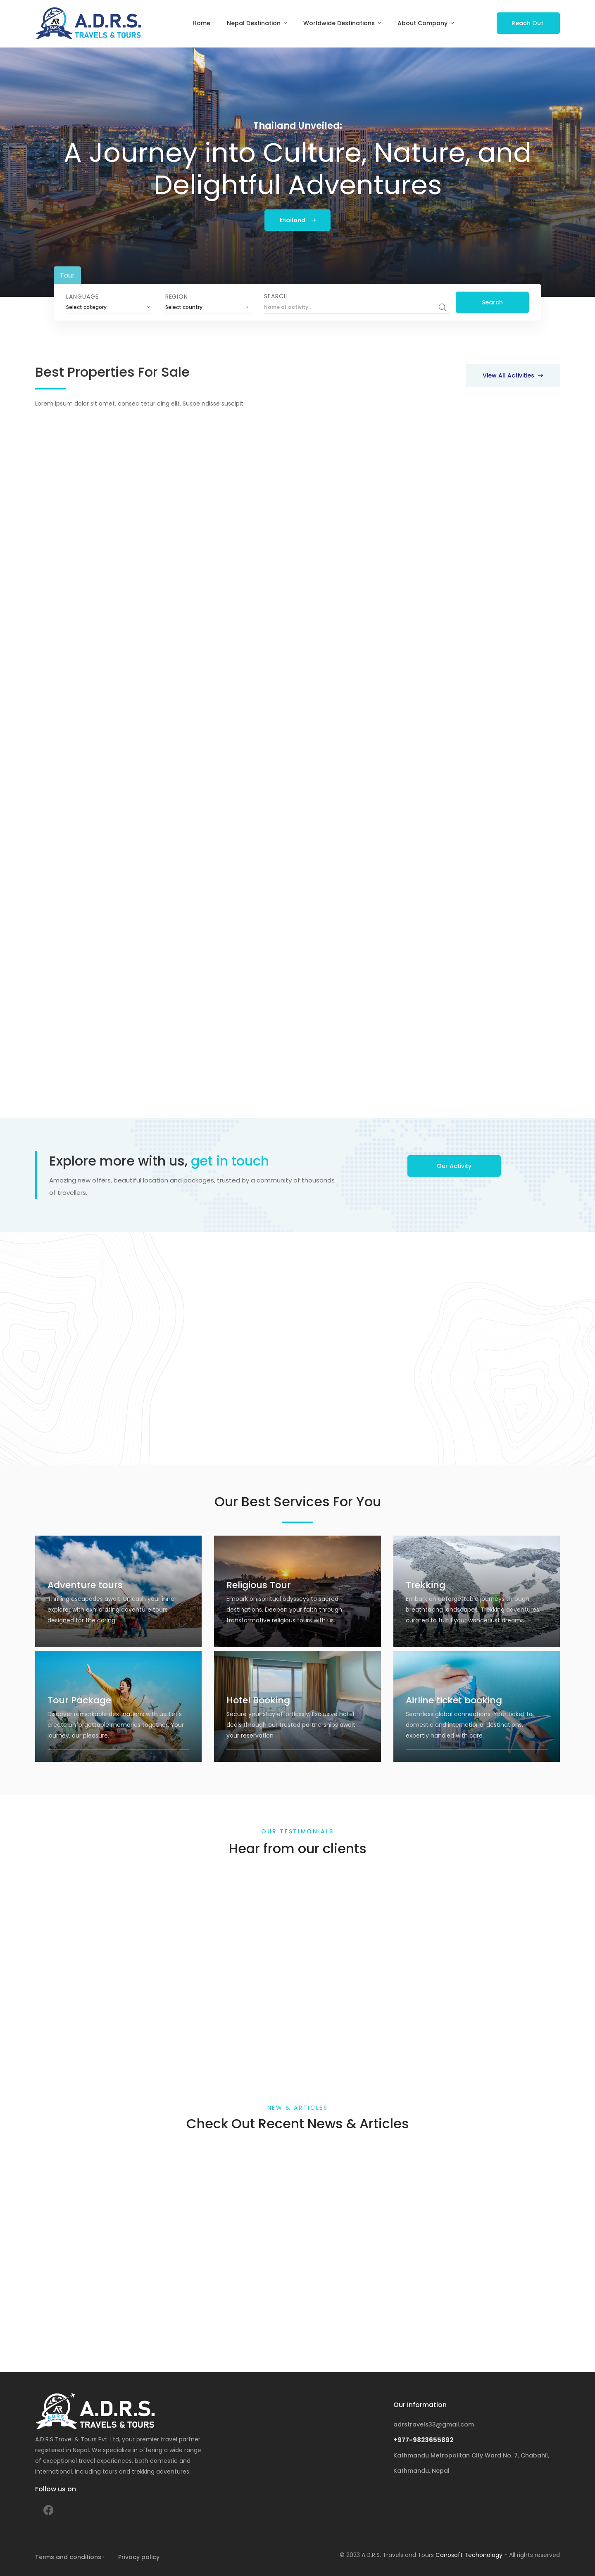 A.D.R.S.
TRAVELS & TOURS
Home
Nepal Destination
Worldwide Destinations
About Company
Reach Out
Thailand Unveiled:
A Journey into Culture, Nature, and
Delightful Adventures
thailand
Tour
LANGUAGE
Select category
REGION
Select country
SEARCH
Name of activity..
Search
Best Properties For Sale
View All Activities
Lorem ipsum dolor sit amet, consec tetur cing elit. Suspe ndisse suscipit
Explore more with us, get in touch
Amazing new offers, beautiful location and packages, trusted by a community of thousands
of travellers.
Our Activity
Our Best Services For You
Adventure tours
Thrilling escapades await. Unleash your inner
explorer with exhilarating adventure tours
designed for the daring
Religious Tour
Embark on spiritual odysseys to sacred
destinations. Deepen your faith through
transformative religious tours with us
Trekking
Embark on unforgettable journeys through
breathtaking landscapes. Trekking adventures
curated to fulfill your wanderlust dreams.
Tour Package
Discover remarkable destinations with us. Let's
create unforgettable memories together. Your
journey, our pleasure.
Hotel Booking
Secure your stay effortlessly. Exclusive hotel
deals through our trusted partnerships await
your reservation.
Airline ticket booking
Seamless global connections. Your ticket to
domestic and international destinations,
expertly handled with care.
OUR TESTIMONIALS
Hear from our clients
NEW & ARTICLES
Check Out Recent News & Articles
A.D.R.S.
TRAVELS & TOURS
A.D.R.S Travel & Tours Pvt. Ltd, your premier travel partner
registered in Nepal. We specialize in offering a wide range
of exceptional travel experiences, both domestic and
international, including tours and trekking adventures.
Follow us on
Our Information
adrstravels33@gmail.com
+977-9823655892
Kathmandu Metropolitan City Ward No. 7, Chabahil,
Kathmandu, Nepal
Terms and conditions ·
Privacy policy
© 2023 A.D.R.S. Travels and Tours Canosoft Techonology - All rights reserved